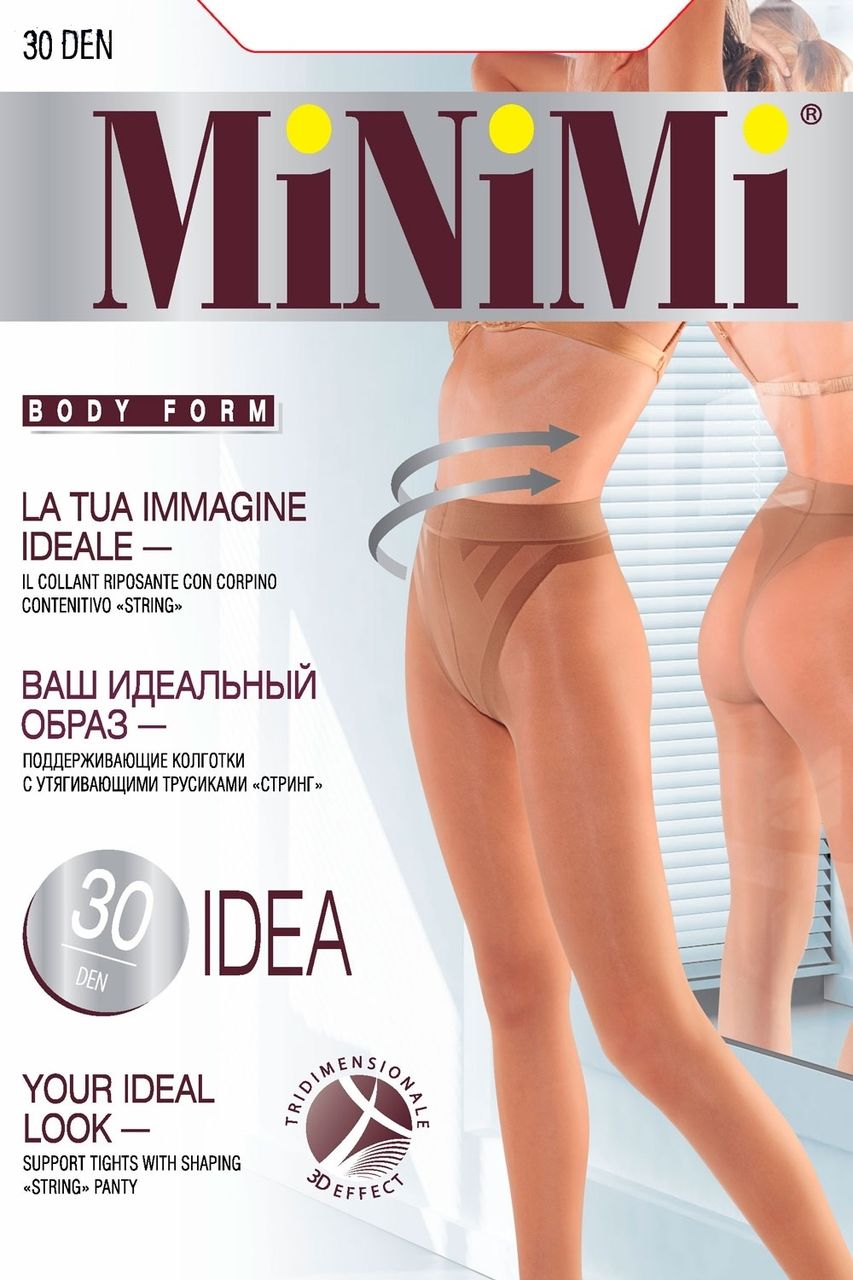 30 DEN
MiNiMi®
BODY FORM
LA TUA IMMAGINE
IDEALE —
IL COLLANT RIPOSANTE CON CORPINO
CONTENITIVO «STRING»
ВАШ ИДЕАЛЬНЫЙ
ОБРАЗ —
ПОДДЕРЖИВАЮЩИЕ КОЛГОТКИ
С УТЯГИВАЮЩИМИ ТРУСИКАМИ «СТРИНГ»
30
DEN
IDEA
YOUR IDEAL
LOOK —
SUPPORT TIGHTS WITH SHAPING
«STRING» PANTY
TRIDIMENSIONALE
3D EFFECT